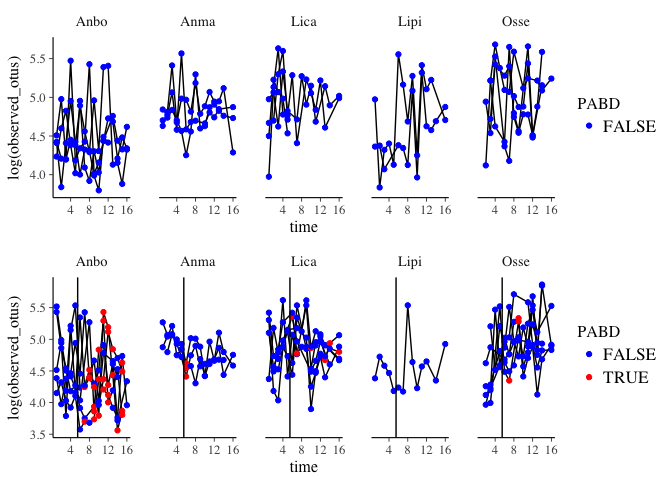 Anbo Anma Lica Lipi Osse
5.5
5.0
4.5
4.0
log(observed_otus)
4 8 12 16 4 8 12 16 4 8 12 16 4 8 12 16 4 8 12 16
time
PABD
FALSE
Anbo Anma Lica Lipi Osse
5.5
5.0
4.5
4.0
3.5
log(observed_otus)
4 8 12 16 4 8 12 16 4 8 12 16 4 8 12 16 4 8 12 16
time
PABD
FALSE
TRUE